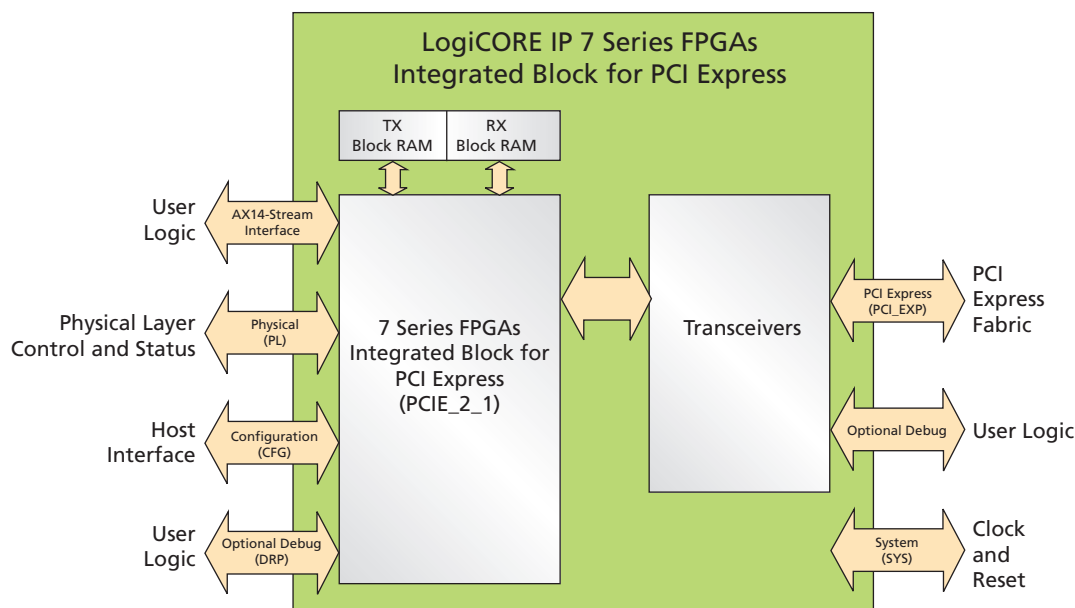 LogiCORE IP 7 Series FPGAs
Integrated Block for PCI Express
TX
Block RAM
RX
Block RAM
User
Logic
AX14-Stream
Interface
Physical Layer
Control and Status
Physical
(PL)
Host
Interface
Configuration
(CFG)
User
Logic
Optional Debug
(DRP)
7 Series FPGAs
Integrated Block for
PCI Express
(PCIE_2_1)
Transceivers
PCI Express
(PCI_EXP)
PCI
Express
Fabric
Optional Debug
User Logic
System
(SYS)
Clock
and
Reset